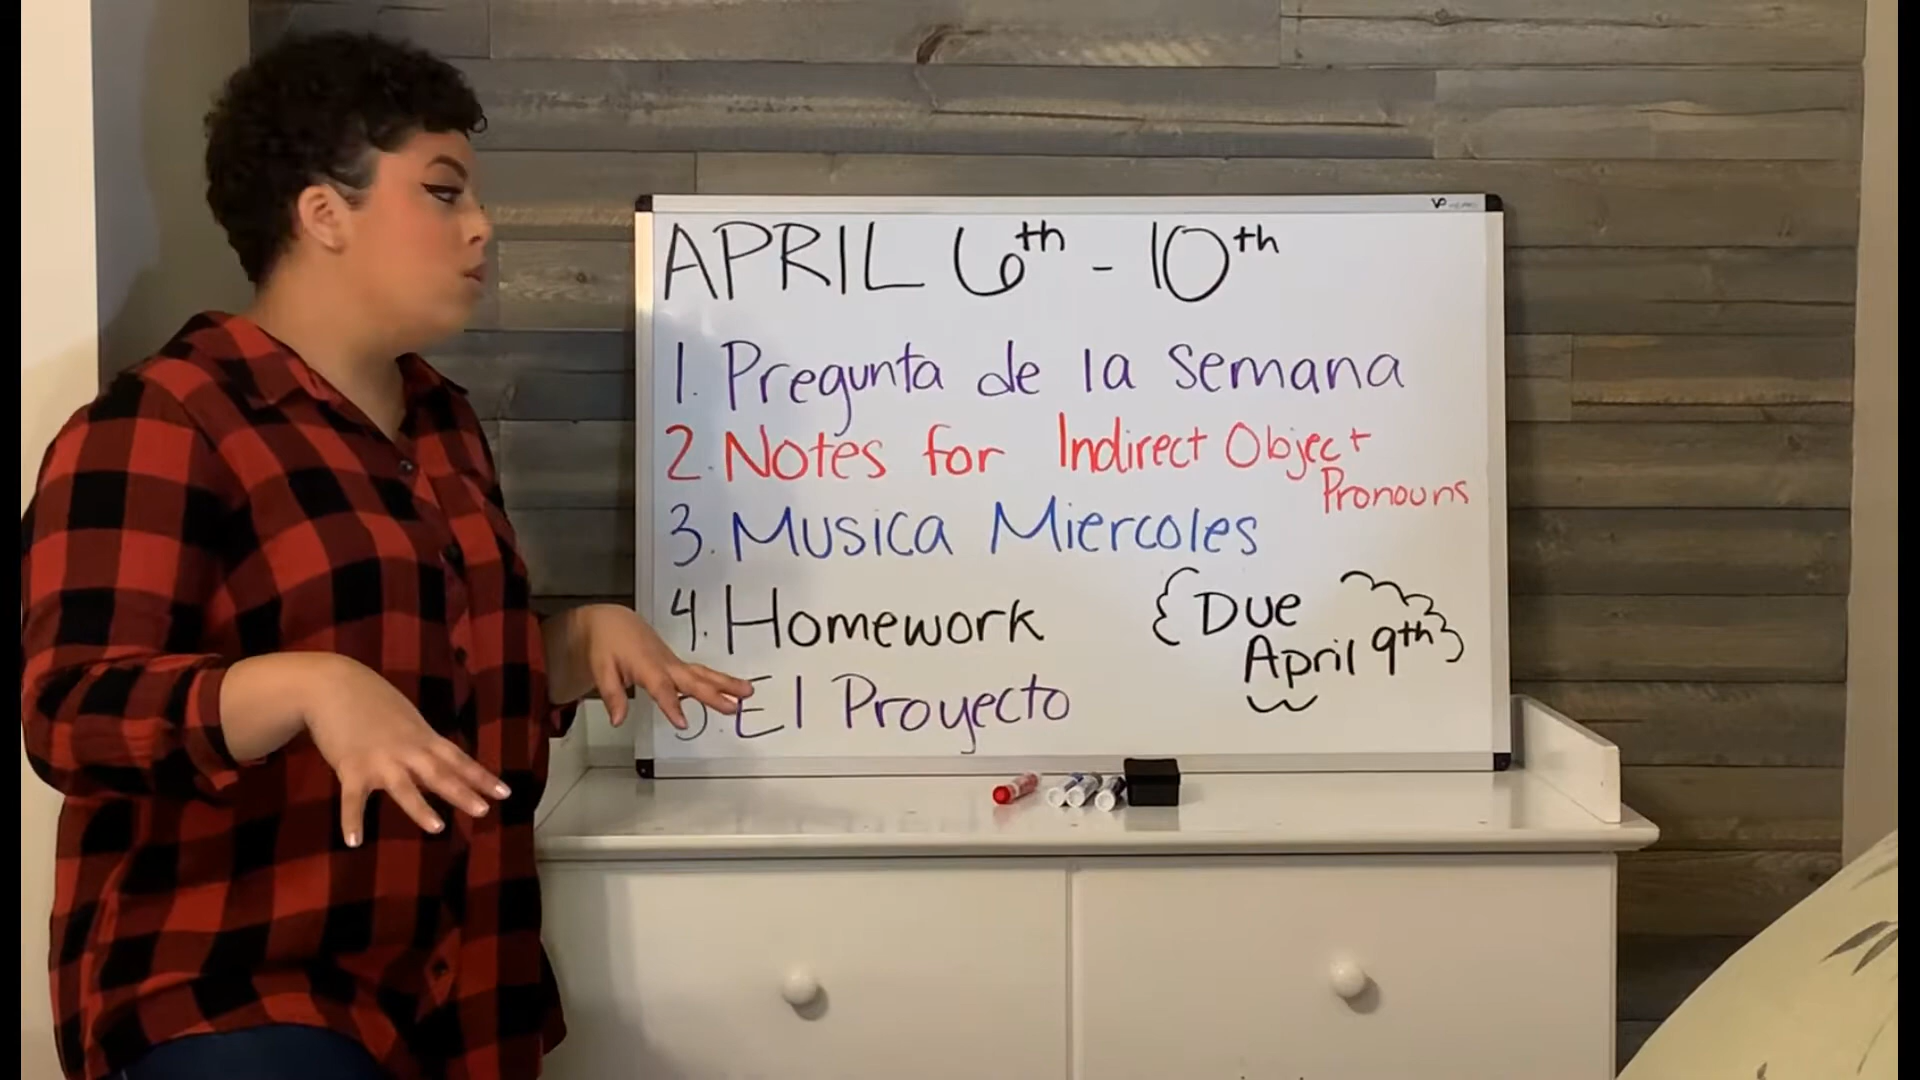 APRIL 6th - 10th
1. Pregunta de la semana
2. Notes for Indirect Object
Pronouns
3. Musica Miercoles
4. Homework
{Due
April 9th}
5. El Proyecto